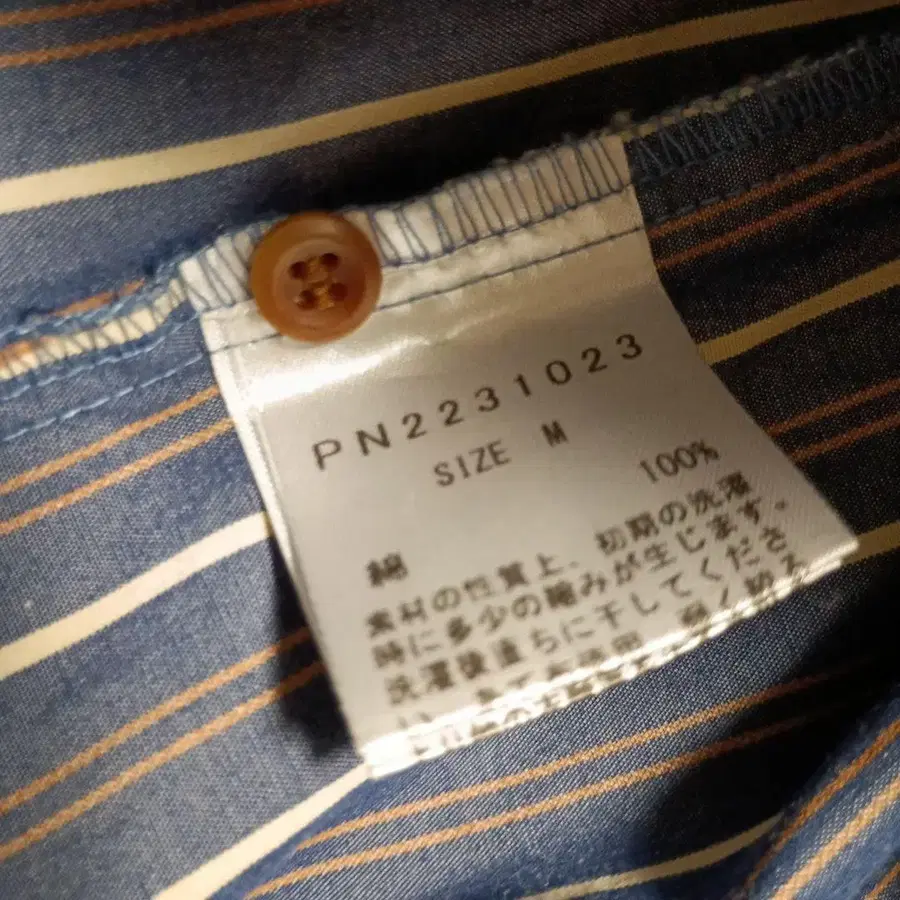 PN2231023
SIZE M
綿 100%
素材の性質上、初期の洗濯
時に多少の縮みが生じます。
洗濯後直ちに干してくださ
い。